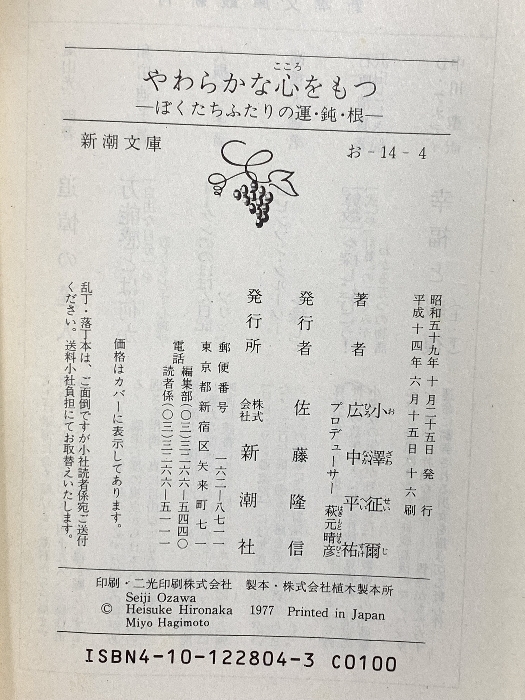 やわらかな心をもつ
こころ
—ぼくたちふたりの運・鈍・根—
新潮文庫
お-14-4
昭和五十九年十月二十五日 発行
平成十四年六月十五日 十六刷
著者 小澤征爾
お ざわ せい じ
広中平祐
プロデューサー 萩元晴彦
発行者 佐藤隆信
発行所 株式会社 新潮社
郵便番号 一六二—八七一一
東京都新宿区矢来町七一
電話 編集部(〇三)三二六六—五四四〇
読者係(〇三)三二六六—五一一一
価格はカバーに表示してあります。
乱丁・落丁本は、ご面倒ですが小社読者係宛ご送付
ください。送料小社負担にてお取替えいたします。
印刷・二光印刷株式会社 製本・株式会社植木製本所
Seiji Ozawa
© Heisuke Hironaka 1977 Printed in Japan
Miyo Hagimoto
ISBN4-10-122804-3 C0100